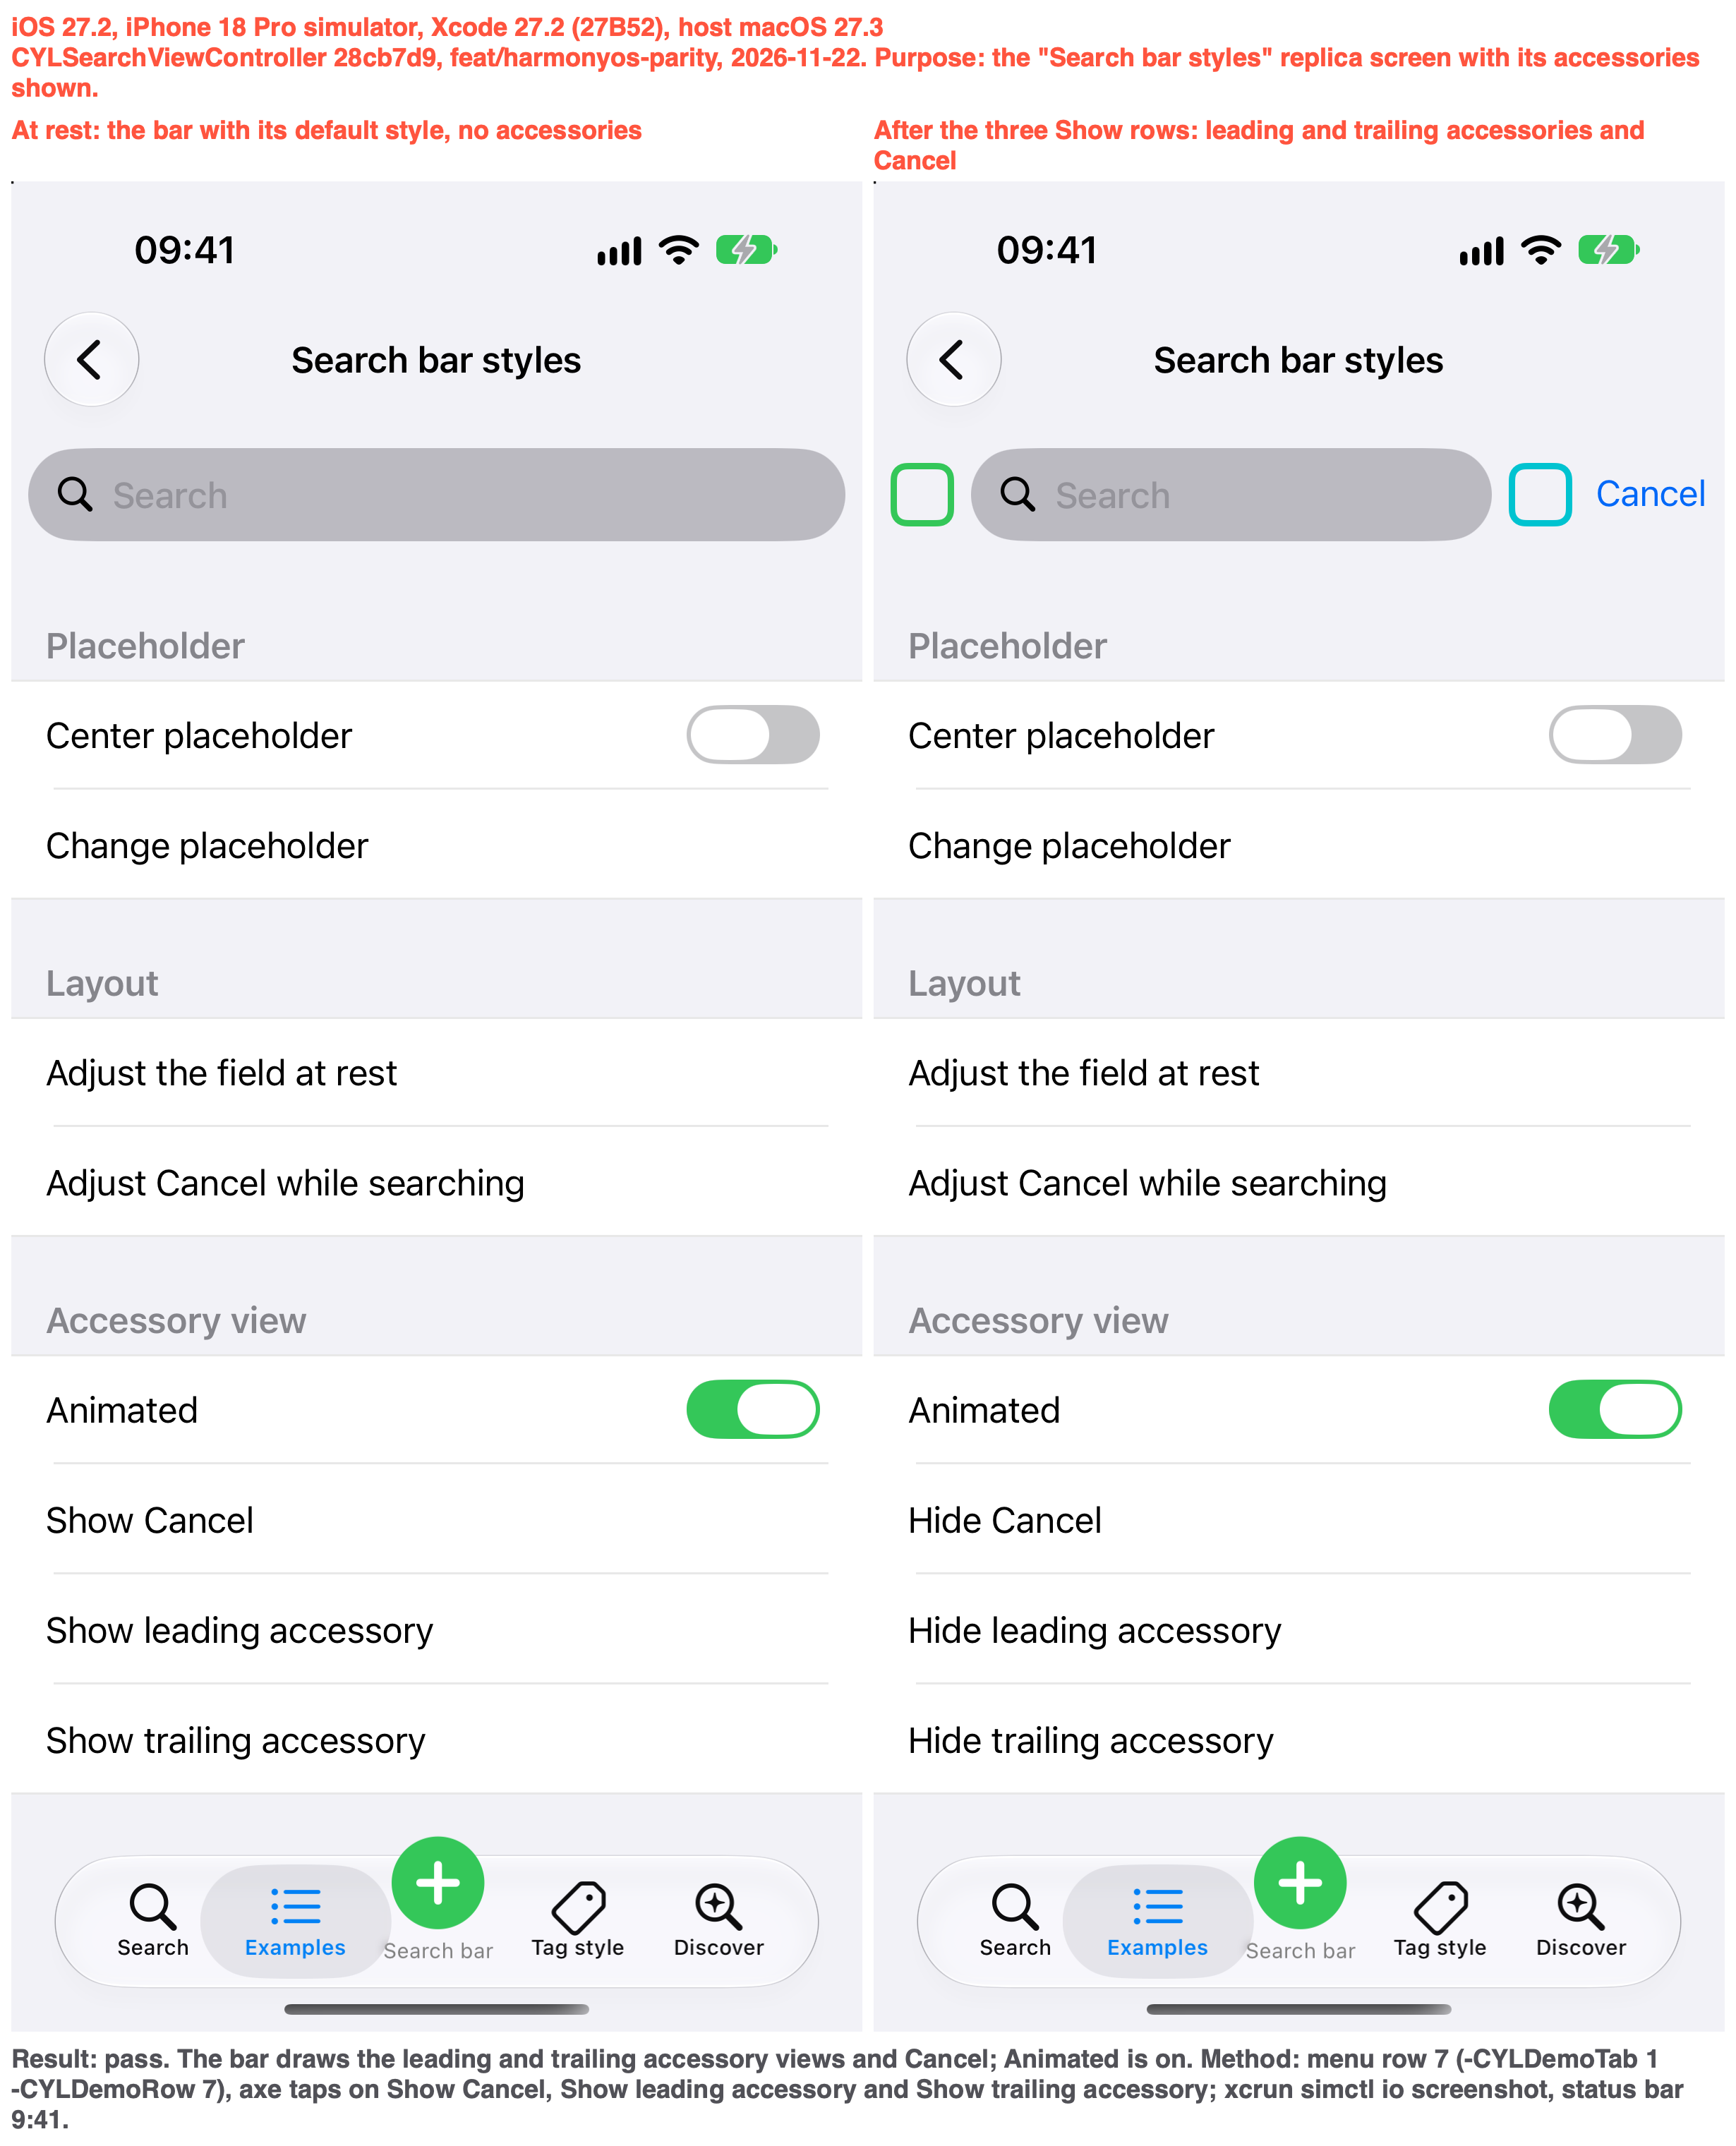 iOS 27.2, iPhone 18 Pro simulator, Xcode 27.2 (27B52), host macOS 27.3
CYLSearchViewController 28cb7d9, feat/harmonyos-parity, 2026-11-22. Purpose: the "Search bar styles" replica screen with its accessories
shown.
At rest: the bar with its default style, no accessories
09:41
Search bar styles
Search
Placeholder
Center placeholder
Change placeholder
Layout
Adjust the field at rest
Adjust Cancel while searching
Accessory view
Animated
Show Cancel
Show leading accessory
Show trailing accessory
Search
Examples
Search bar
Tag style
Discover
After the three Show rows: leading and trailing accessories and
Cancel
09:41
Search bar styles
Search
Cancel
Placeholder
Center placeholder
Change placeholder
Layout
Adjust the field at rest
Adjust Cancel while searching
Accessory view
Animated
Hide Cancel
Hide leading accessory
Hide trailing accessory
Search
Examples
Search bar
Tag style
Discover
Result: pass. The bar draws the leading and trailing accessory views and Cancel; Animated is on. Method: menu row 7 (-CYLDemoTab 1
-CYLDemoRow 7), axe taps on Show Cancel, Show leading accessory and Show trailing accessory; xcrun simctl io screenshot, status bar
9:41.